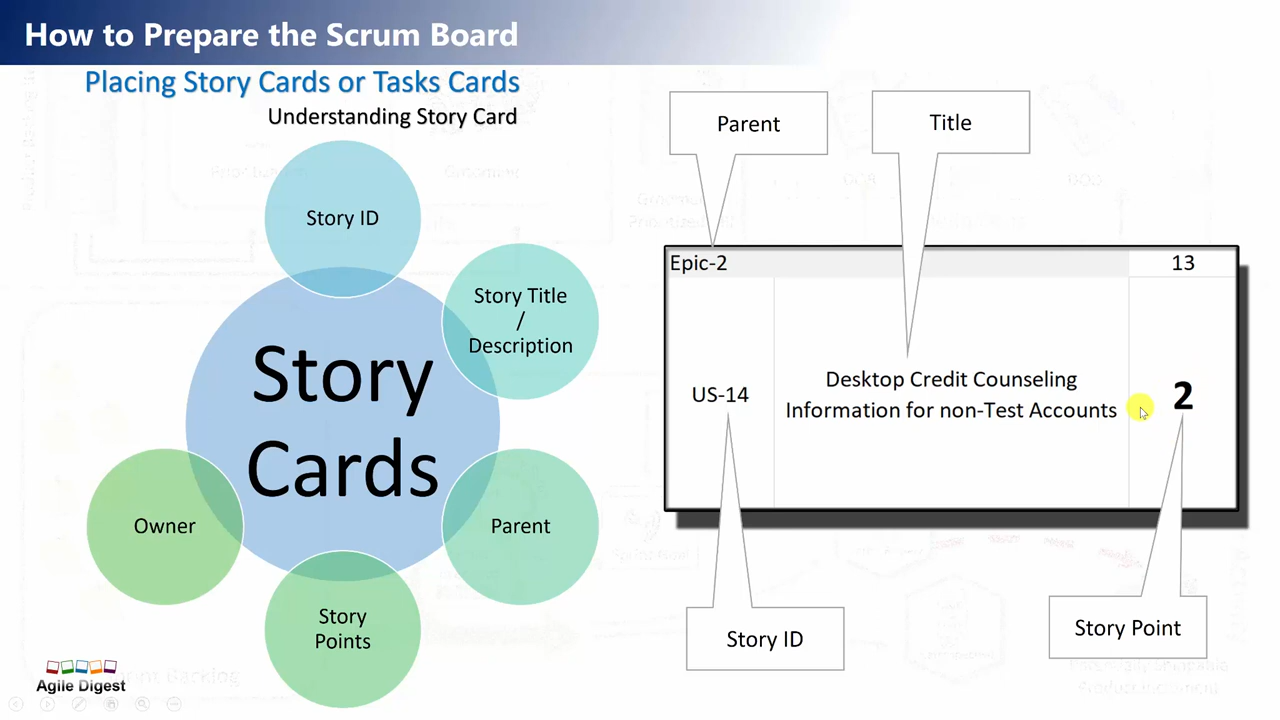 How to Prepare the Scrum Board
Placing Story Cards or Tasks Cards
Understanding Story Card
Story ID
Story Title
/
Description
Story
Cards
Owner
Parent
Story
Points
Parent
Title
Epic-2
13
US-14
Desktop Credit Counseling
Information for non-Test Accounts
2
Story ID
Story Point
Agile Digest